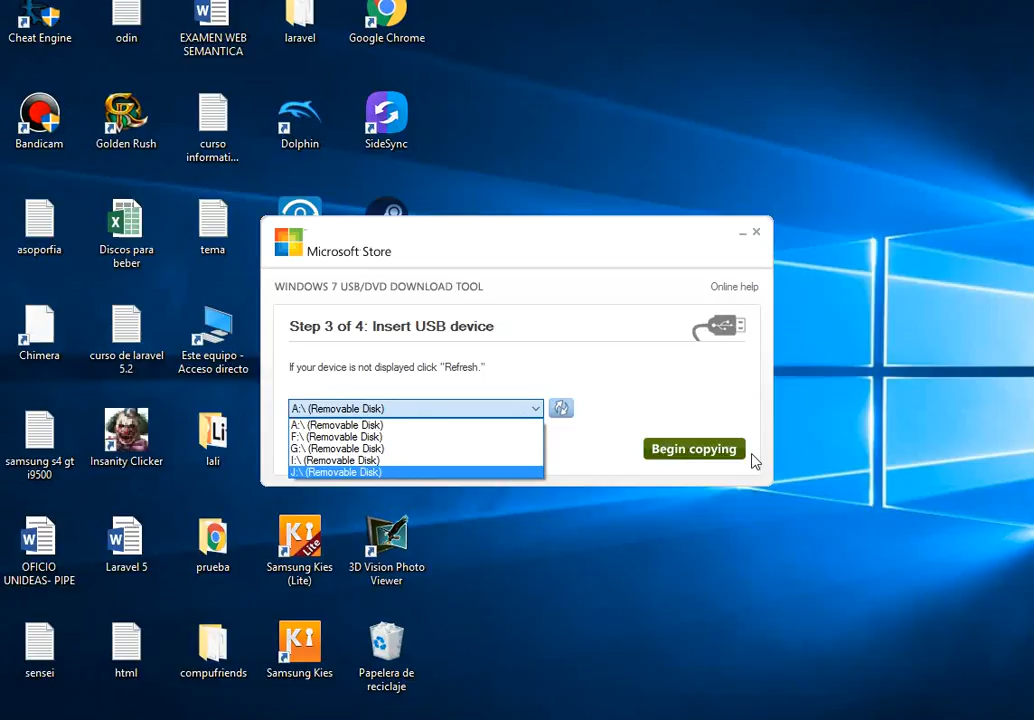 Cheat Engine
odin
EXAMEN WEB
SEMANTICA
laravel
Google Chrome
Bandicam
Golden Rush
curso
informati...
Dolphin
SideSync
asoporfia
Discos para
beber
tema
Microsoft Store
WINDOWS 7 USB/DVD DOWNLOAD TOOL
Online help
Step 3 of 4: Insert USB device
If your device is not displayed click "Refresh."
A:\ (Removable Disk)
A:\ (Removable Disk)
F:\ (Removable Disk)
G:\ (Removable Disk)
I:\ (Removable Disk)
J:\ (Removable Disk)
Begin copying
Chimera
curso de laravel
5.2
Este equipo -
Acceso directo
samsung s4 gt
i9500
Insanity Clicker
lali
OFICIO
UNIDEAS- PIPE
Laravel 5
prueba
Samsung Kies
(Lite)
3D Vision Photo
Viewer
sensei
html
compufriends
Samsung Kies
Papelera de
reciclaje